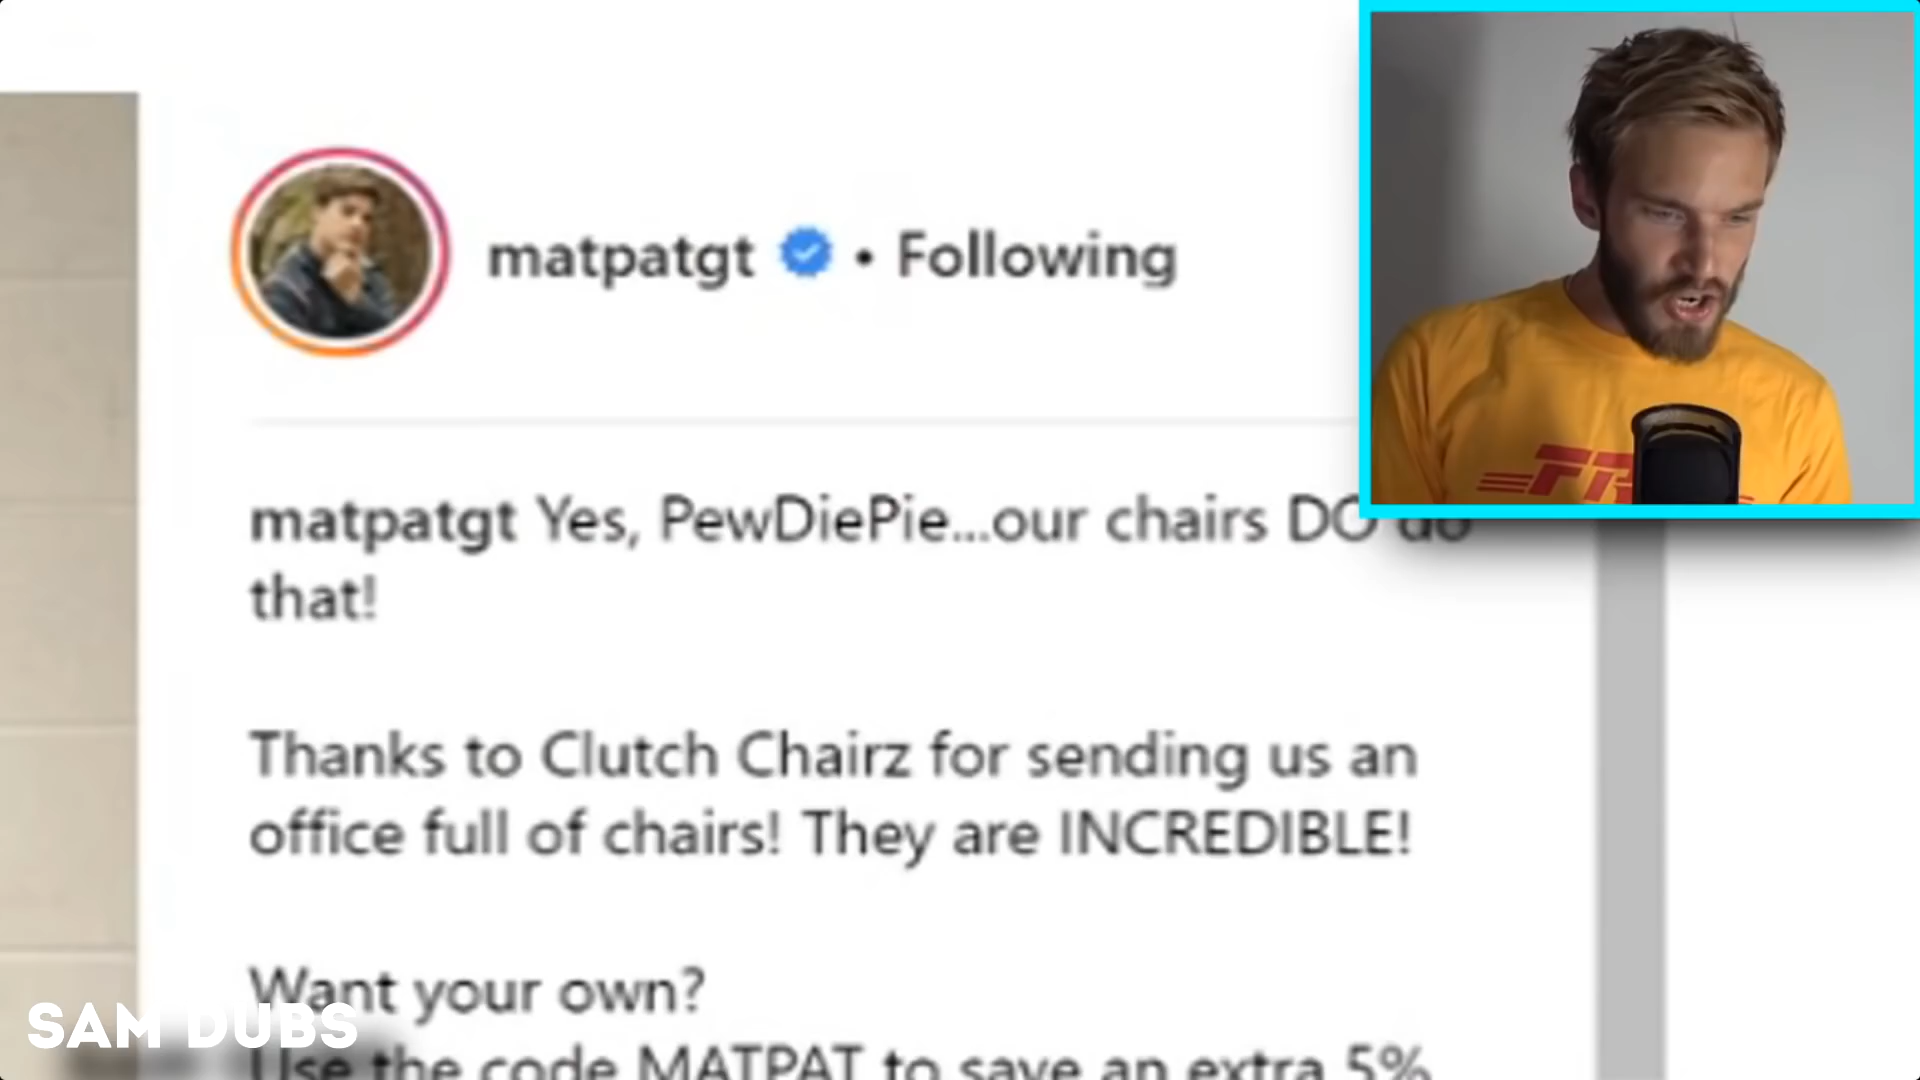 matpatgt • Following
matpatgt Yes, PewDiePie...our chairs DO do
that!
Thanks to Clutch Chairz for sending us an
office full of chairs! They are INCREDIBLE!
Want your own?
Use the code MATPAT to save an extra 5%
SAM DUBS